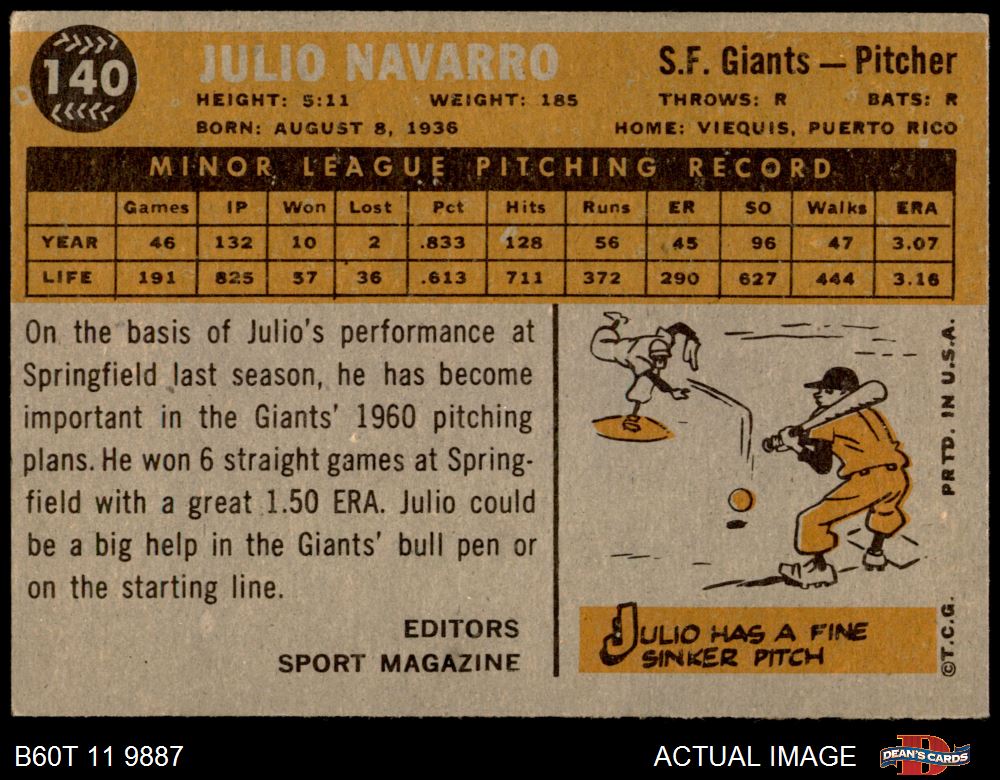 140
JULIO NAVARRO
S.F. Giants — Pitcher
HEIGHT: 5:11 WEIGHT: 185 THROWS: R BATS: R
BORN: AUGUST 8, 1936 HOME: VIEQUIS, PUERTO RICO
MINOR LEAGUE PITCHING RECORD
Games IP Won Lost Pct Hits Runs ER SO Walks ERA
YEAR 46 132 10 2 .833 128 56 45 96 47 3.07
LIFE 191 825 57 36 .613 711 372 290 627 444 3.16
On the basis of Julio's performance at
Springfield last season, he has become
important in the Giants' 1960 pitching
plans. He won 6 straight games at Spring-
field with a great 1.50 ERA. Julio could
be a big help in the Giants' bull pen or
on the starting line.
EDITORS
SPORT MAGAZINE
JULIO HAS A FINE
SINKER PITCH
©T.C.G. PRTD. IN U.S.A.
B60T 11 9887
ACTUAL IMAGE
DEAN'S CARDS